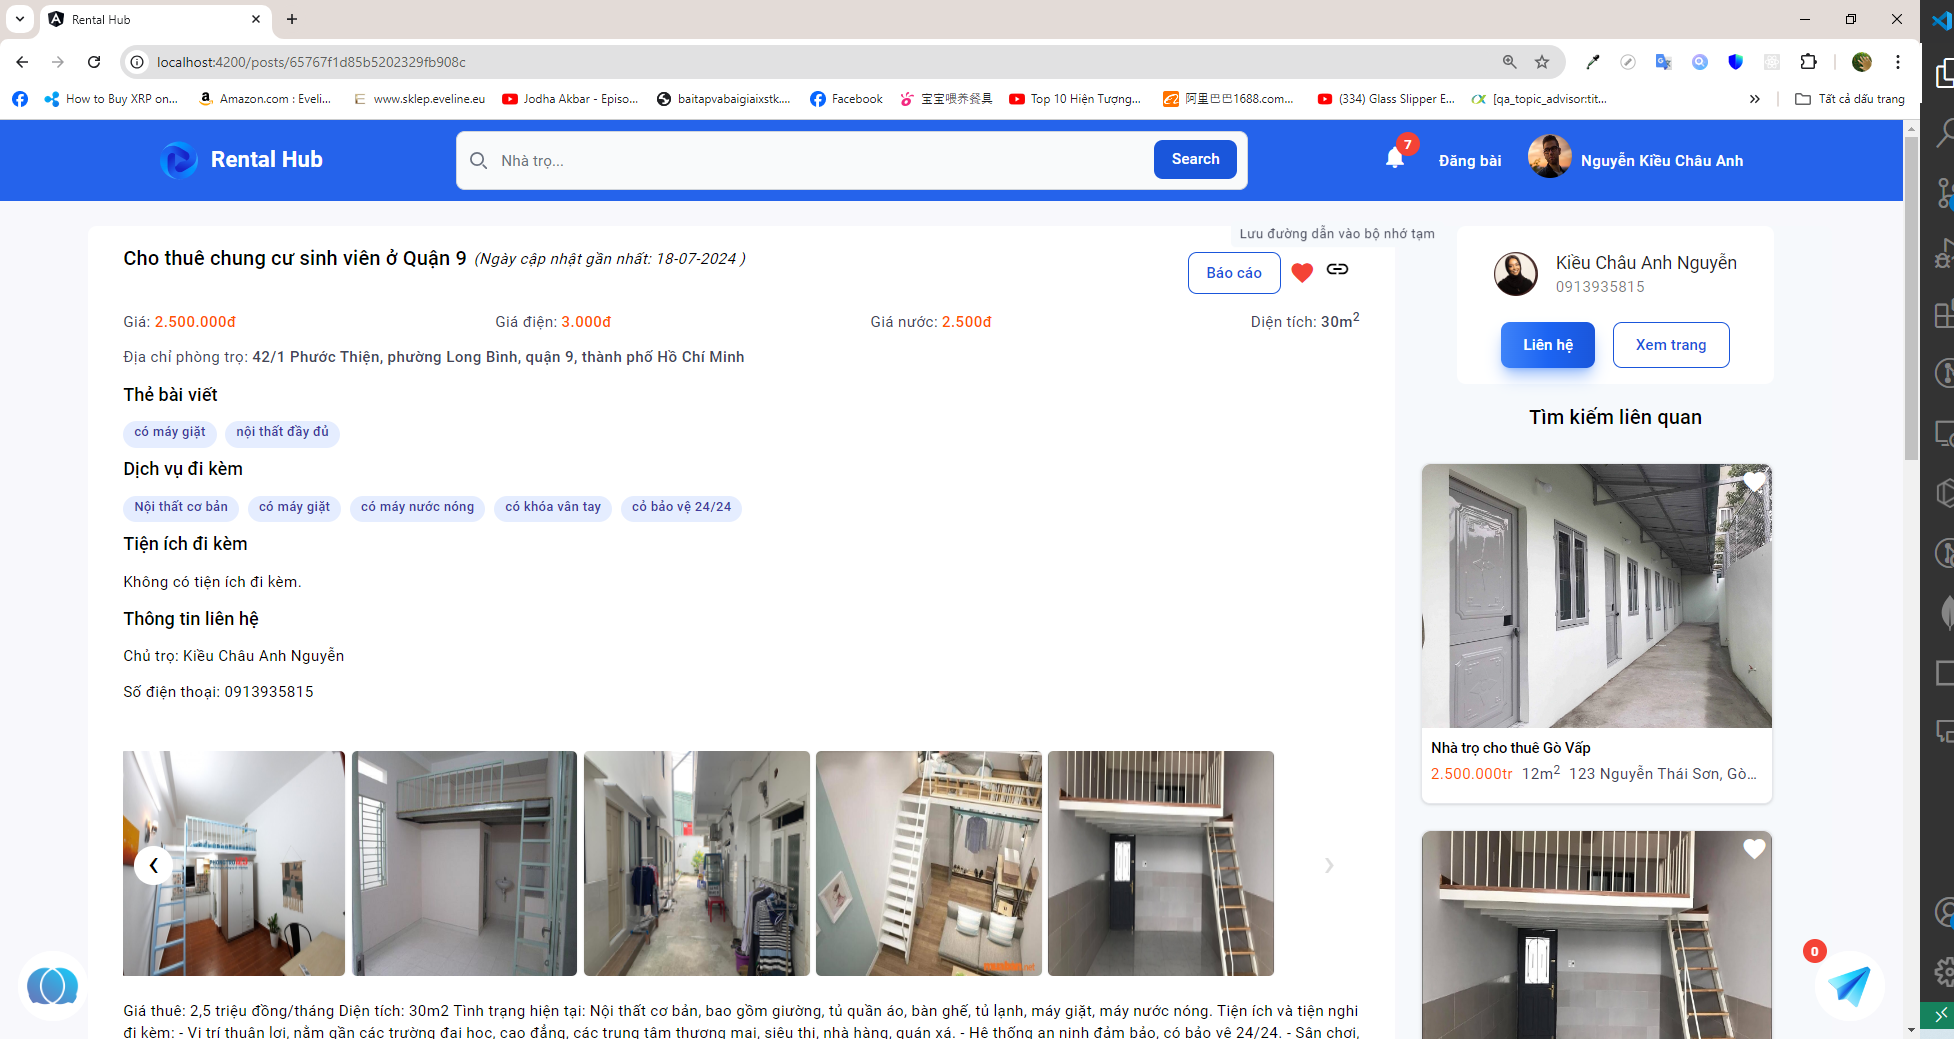 Rental Hub
localhost:4200/posts/65767f1d85b5202329fb908c
How to Buy XRP on...
Amazon.com : Eveli...
www.sklep.eveline.eu
Jodha Akbar - Episo...
baitapvabaigiaixstk....
Facebook
宝宝喂养餐具
Top 10 Hiện Tượng...
阿里巴巴1688.com...
(334) Glass Slipper E...
[qa_topic_advisor:tit...
Tất cả dấu trang
Rental Hub
Nhà trọ...
Search
7
Đăng bài
Nguyễn Kiều Châu Anh
Lưu đường dẫn vào bộ nhớ tạm
Cho thuê chung cư sinh viên ở Quận 9 (Ngày cập nhật gần nhất: 18-07-2024 )
Báo cáo
Giá: 2.500.000đ
Giá điện: 3.000đ
Giá nước: 2.500đ
Diện tích: 30m2
Địa chỉ phòng trọ: 42/1 Phước Thiện, phường Long Bình, quận 9, thành phố Hồ Chí Minh
Thẻ bài viết
có máy giặt
nội thất đầy đủ
Dịch vụ đi kèm
Nội thất cơ bản
có máy giặt
có máy nước nóng
có khóa vân tay
cỏ bảo vệ 24/24
Tiện ích đi kèm
Không có tiện ích đi kèm.
Thông tin liên hệ
Chủ trọ: Kiều Châu Anh Nguyễn
Số điện thoại: 0913935815
Giá thuê: 2,5 triệu đồng/tháng Diện tích: 30m2 Tình trạng hiện tại: Nội thất cơ bản, bao gồm giường, tủ quần áo, bàn ghế, tủ lạnh, máy giặt, máy nước nóng. Tiện ích và tiện nghi
đi kèm: - Vị trí thuận lợi, nằm gần các trường đại học, cao đẳng, các trung tâm thương mại, siêu thị, nhà hàng, quán xá. - Hệ thống an ninh đảm bảo, có bảo vệ 24/24. - Sân chơi,
Kiều Châu Anh Nguyễn
0913935815
Liên hệ
Xem trang
Tìm kiếm liên quan
Nhà trọ cho thuê Gò Vấp
2.500.000tr 12m2 123 Nguyễn Thái Sơn, Gò...
0